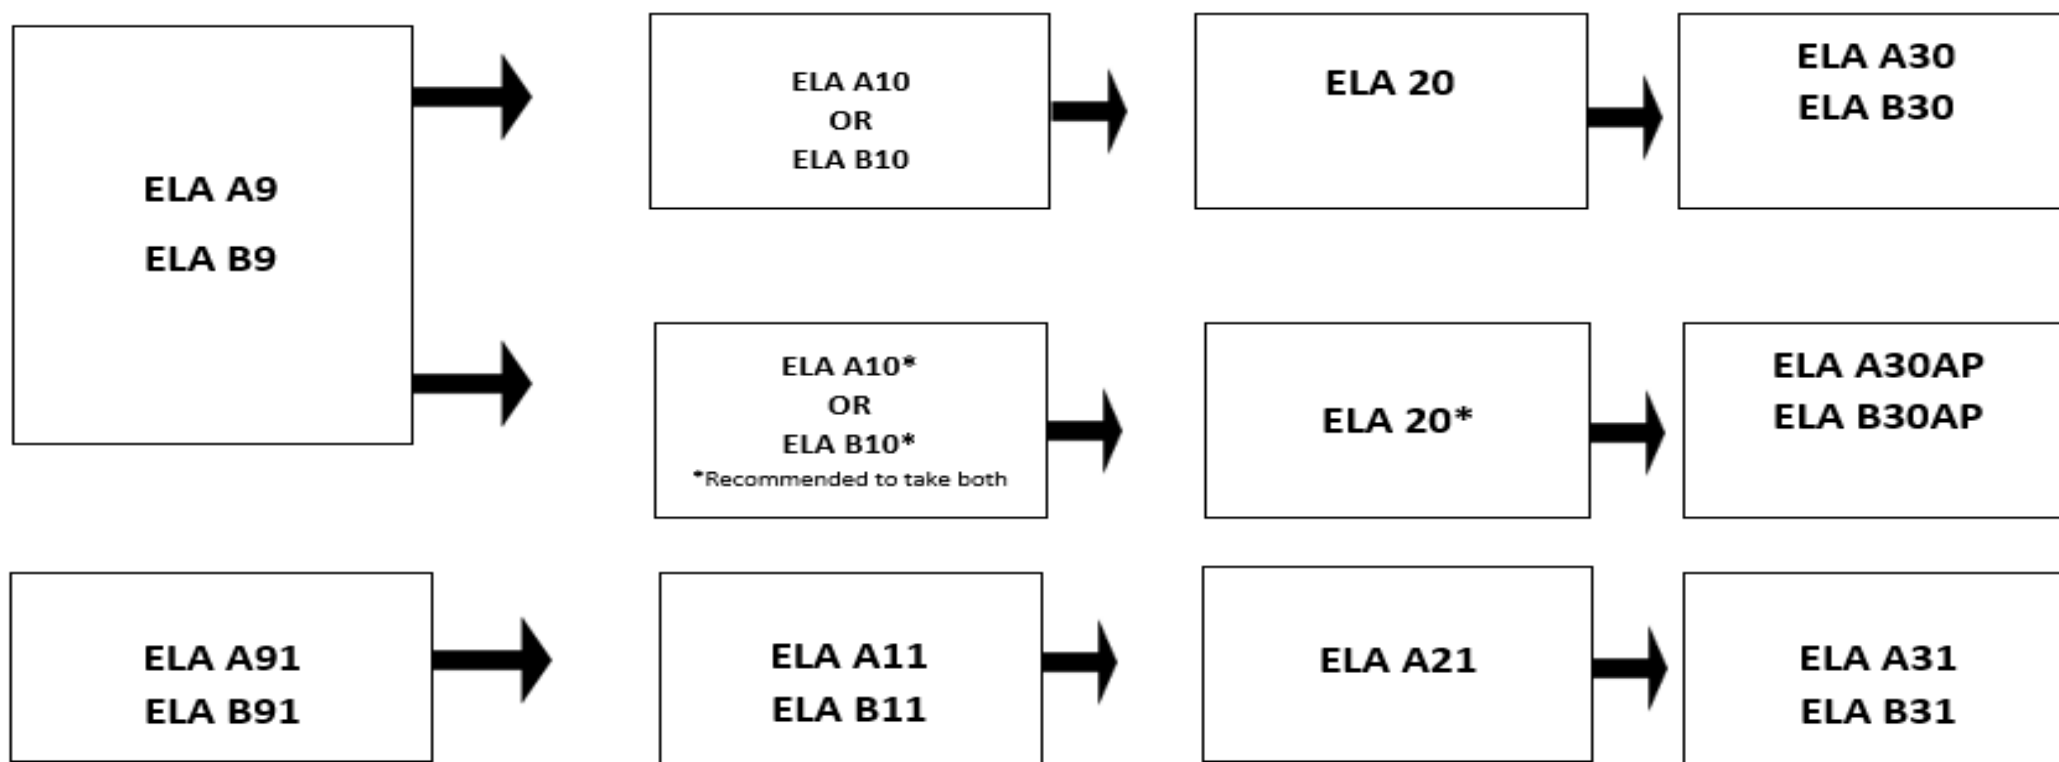 ELA A9
ELA B9
ELA A10
OR
ELA B10
ELA 20
ELA A30
ELA B30
ELA A10*
OR
ELA B10*
*Recommended to take both
ELA 20*
ELA A30AP
ELA B30AP
ELA A91
ELA B91
ELA A11
ELA B11
ELA A21
ELA A31
ELA B31